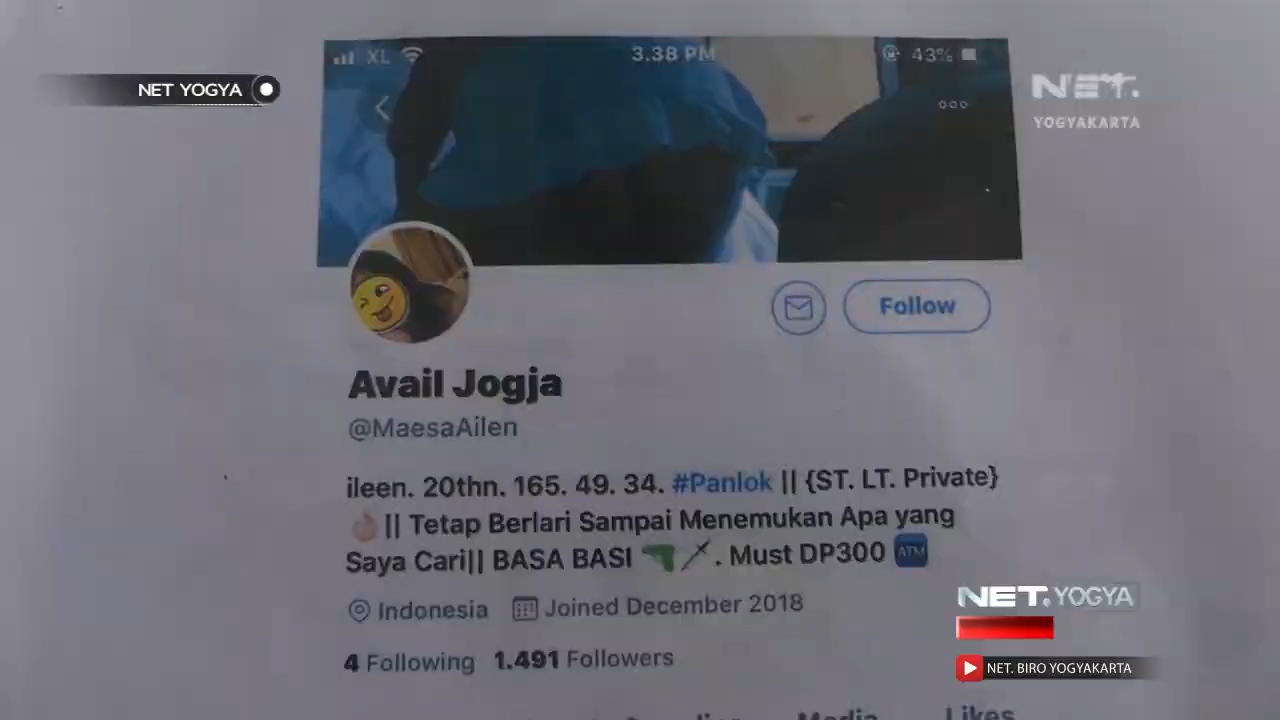 XL 3.38 PM 43%
NET YOGYA
NET.
YOGYAKARTA
Follow
Avail Jogja
@MaesaAilen
ileen. 20thn. 165. 49. 34. #Panlok || {ST. LT. Private}
|| Tetap Berlari Sampai Menemukan Apa yang
Saya Cari|| BASA BASI . Must DP300 ATM
Indonesia Joined December 2018
4 Following 1.491 Followers
NET. YOGYA
NET. BIRO YOGYAKARTA
Media Likes